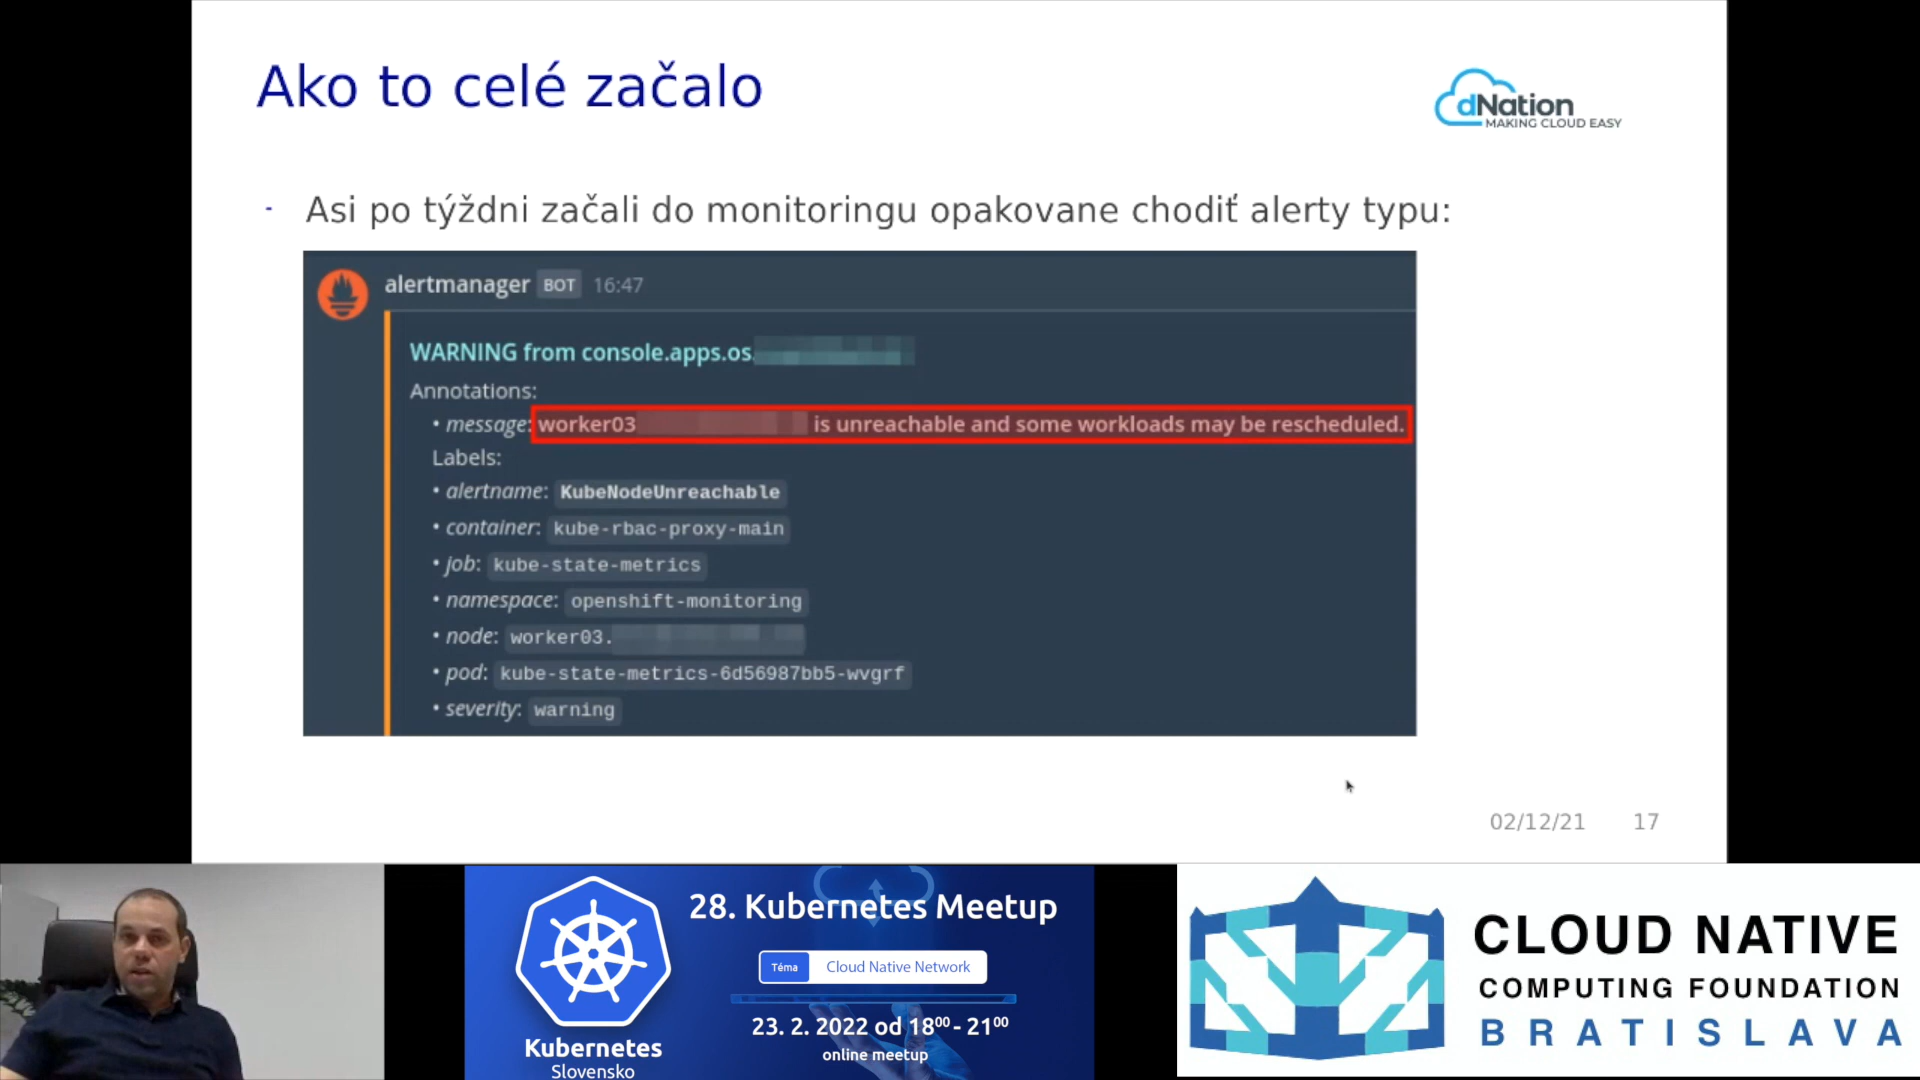 Ako to celé začalo
dNation
MAKING CLOUD EASY
- Asi po týždni začali do monitoringu opakovane chodiť alerty typu:
alertmanager BOT 16:47
WARNING from console.apps.os.
Annotations:
• message: worker03 is unreachable and some workloads may be rescheduled.
Labels:
• alertname: KubeNodeUnreachable
• container: kube-rbac-proxy-main
• job: kube-state-metrics
• namespace: openshift-monitoring
• node: worker03.
• pod: kube-state-metrics-6d56987bb5-wvgrf
• severity: warning
02/12/21 17
28. Kubernetes Meetup
Téma Cloud Native Network
23. 2. 2022 od 18⁰⁰ - 21⁰⁰
online meetup
Kubernetes
Slovensko
CLOUD NATIVE
COMPUTING FOUNDATION
BRATISLAVA